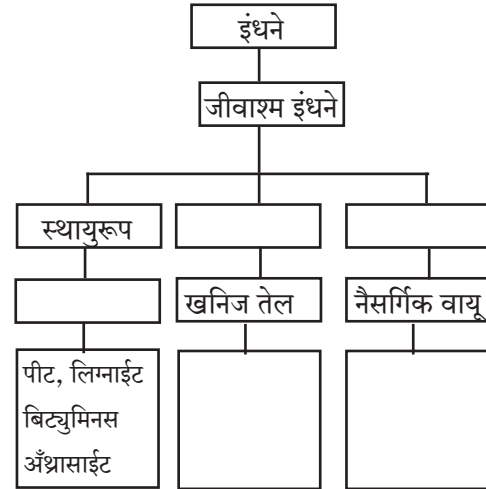 इंधने
जीवाश्म इंधने
स्थायुरूप
खनिज तेल
नैसर्गिक वायू
पीट, लिग्नाईट
बिट्युमिनस
अँथ्रासाईट